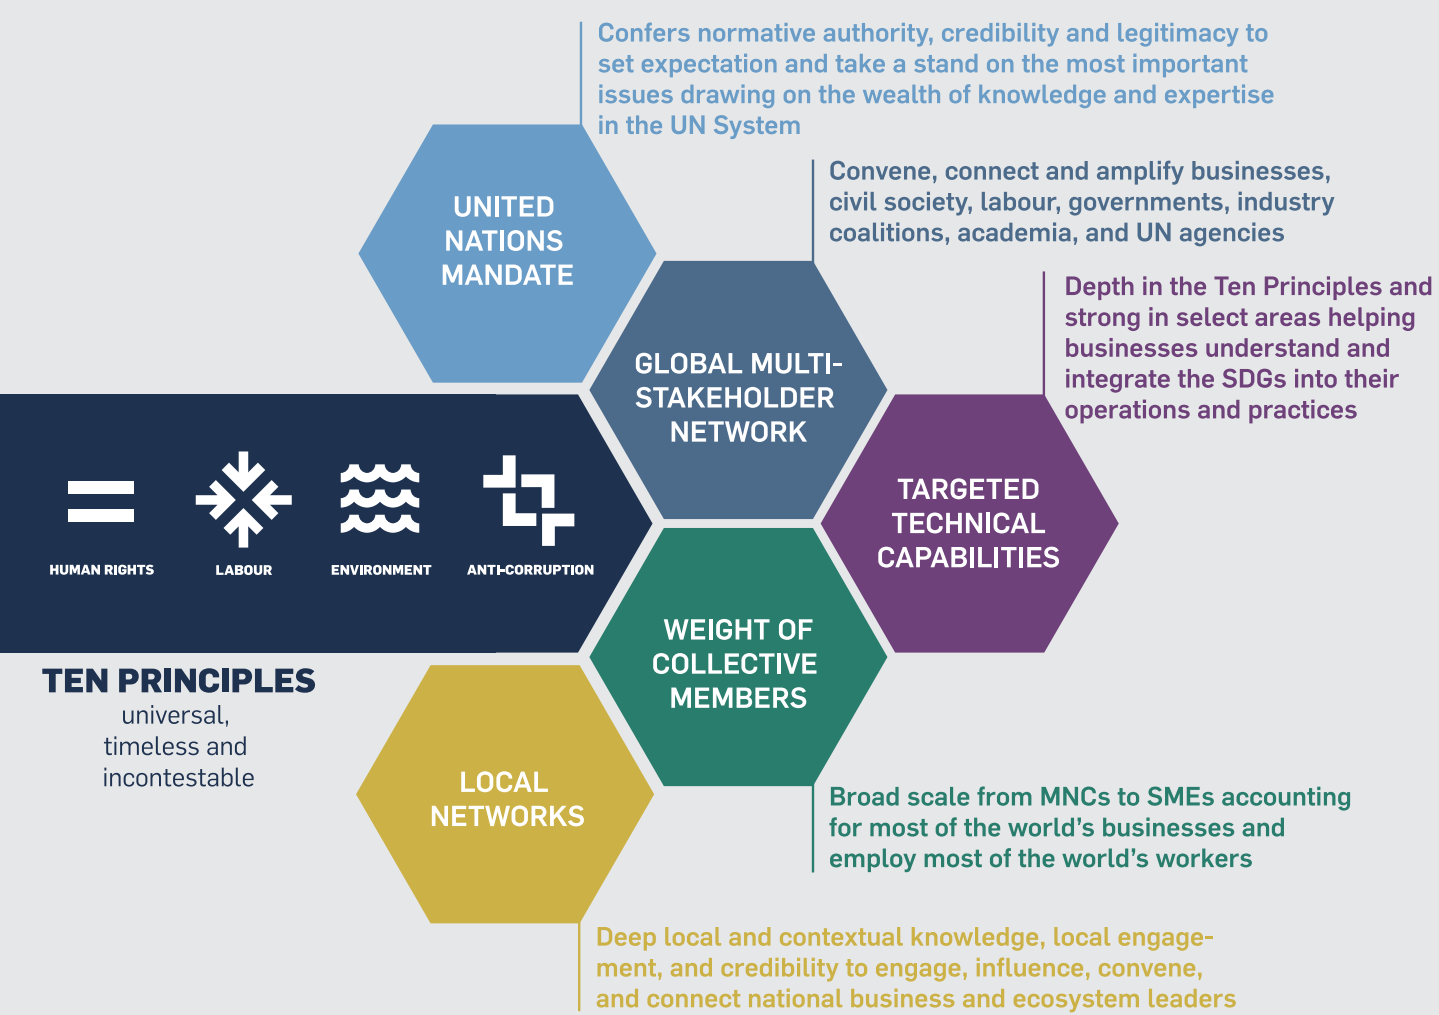 Confers normative authority, credibility and legitimacy to
set expectation and take a stand on the most important
issues drawing on the wealth of knowledge and expertise
in the UN System
UNITED
NATIONS
MANDATE
Convene, connect and amplify businesses,
civil society, labour, governments, industry
coalitions, academia, and UN agencies
GLOBAL MULTI-
STAKEHOLDER
NETWORK
Depth in the Ten Principles and
strong in select areas helping
businesses understand and
integrate the SDGs into their
operations and practices
TARGETED
TECHNICAL
CAPABILITIES
HUMAN RIGHTS
LABOUR
ENVIRONMENT
ANTI-CORRUPTION
TEN PRINCIPLES
universal,
timeless and
incontestable
WEIGHT OF
COLLECTIVE
MEMBERS
Broad scale from MNCs to SMEs accounting
for most of the world's businesses and
employ most of the world's workers
LOCAL
NETWORKS
Deep local and contextual knowledge, local engage-
ment, and credibility to engage, influence, convene,
and connect national business and ecosystem leaders